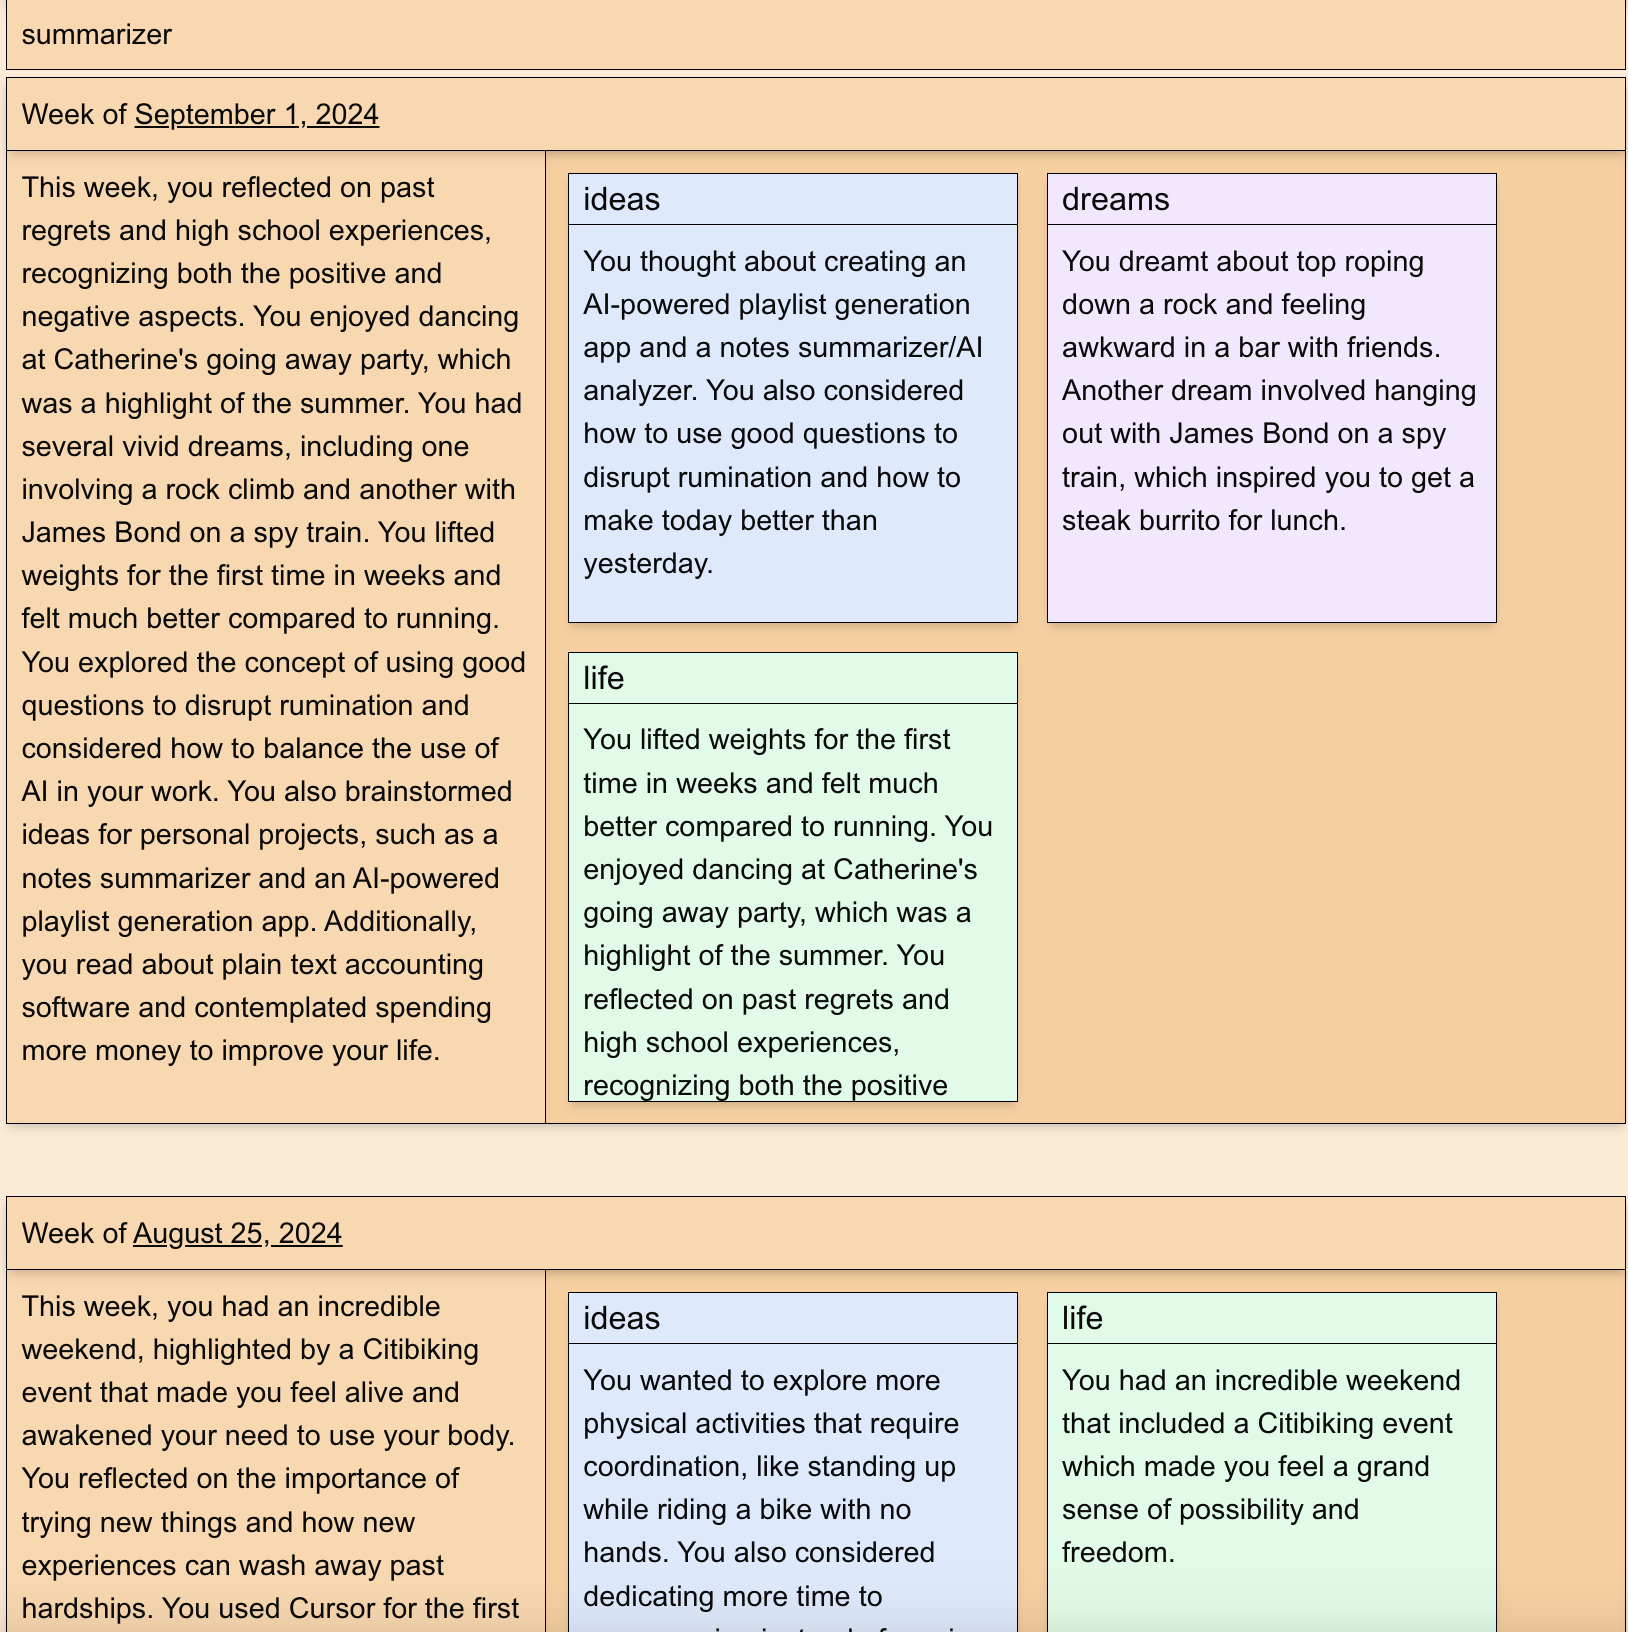 summarizer
Week of September 1, 2024
This week, you reflected on past
regrets and high school experiences,
recognizing both the positive and
negative aspects. You enjoyed dancing
at Catherine's going away party, which
was a highlight of the summer. You had
several vivid dreams, including one
involving a rock climb and another with
James Bond on a spy train. You lifted
weights for the first time in weeks and
felt much better compared to running.
You explored the concept of using good
questions to disrupt rumination and
considered how to balance the use of
AI in your work. You also brainstormed
ideas for personal projects, such as a
notes summarizer and an AI-powered
playlist generation app. Additionally,
you read about plain text accounting
software and contemplated spending
more money to improve your life.
ideas
You thought about creating an
AI-powered playlist generation
app and a notes summarizer/AI
analyzer. You also considered
how to use good questions to
disrupt rumination and how to
make today better than
yesterday.
dreams
You dreamt about top roping
down a rock and feeling
awkward in a bar with friends.
Another dream involved hanging
out with James Bond on a spy
train, which inspired you to get a
steak burrito for lunch.
life
You lifted weights for the first
time in weeks and felt much
better compared to running. You
enjoyed dancing at Catherine's
going away party, which was a
highlight of the summer. You
reflected on past regrets and
high school experiences,
recognizing both the positive
Week of August 25, 2024
This week, you had an incredible
weekend, highlighted by a Citibiking
event that made you feel alive and
awakened your need to use your body.
You reflected on the importance of
trying new things and how new
experiences can wash away past
hardships. You used Cursor for the first
ideas
You wanted to explore more
physical activities that require
coordination, like standing up
while riding a bike with no
hands. You also considered
dedicating more time to
life
You had an incredible weekend
that included a Citibiking event
which made you feel a grand
sense of possibility and
freedom.